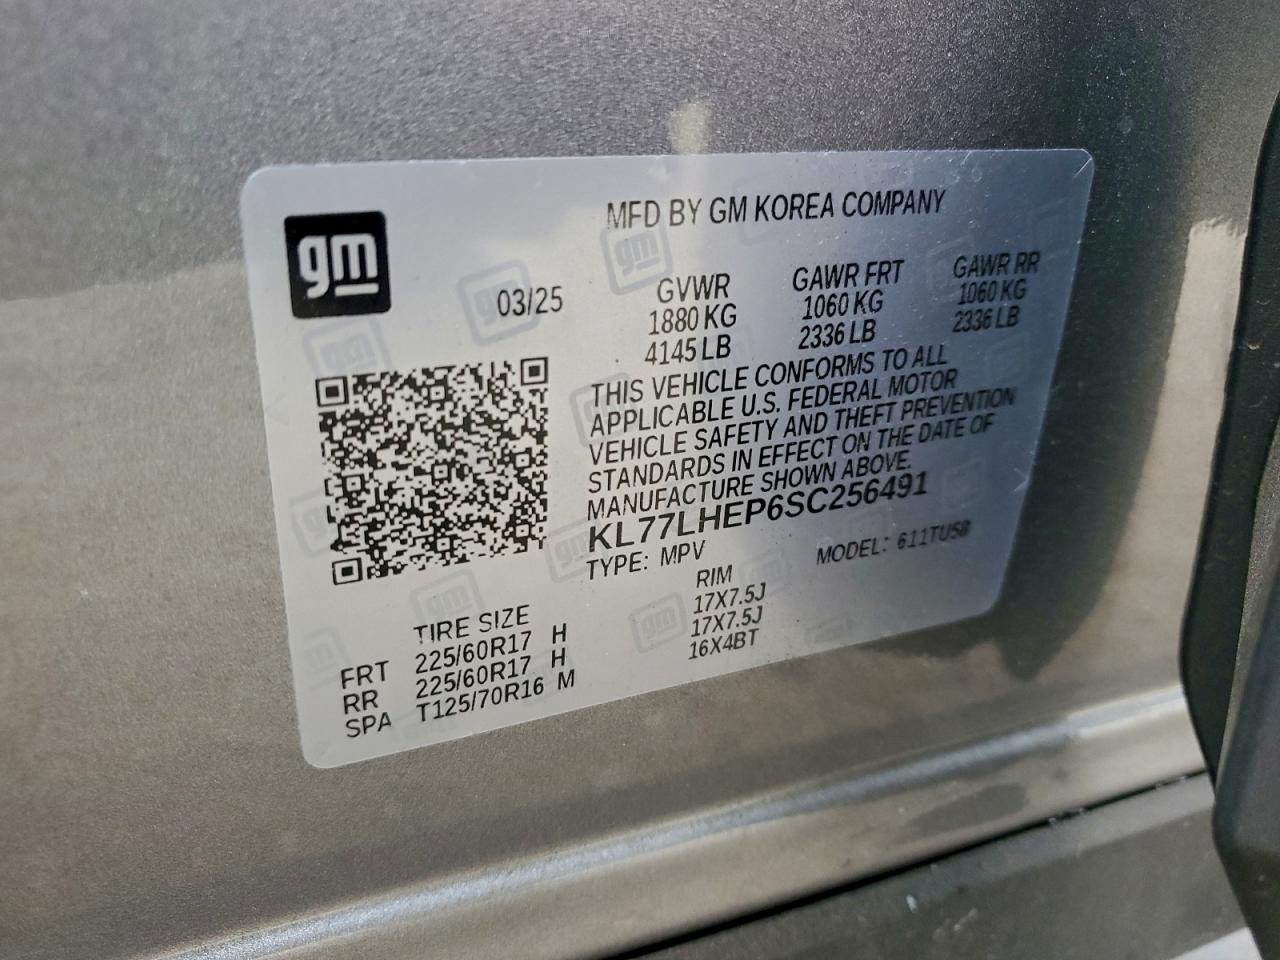 gm
MFD BY GM KOREA COMPANY
03/25
GVWR GAWR FRT GAWR RR
1880 KG 1060 KG 1060 KG
4145 LB 2336 LB 2336 LB
THIS VEHICLE CONFORMS TO ALL
APPLICABLE U.S. FEDERAL MOTOR
VEHICLE SAFETY AND THEFT PREVENTION
STANDARDS IN EFFECT ON THE DATE OF
MANUFACTURE SHOWN ABOVE.
KL77LHEP6SC256491
TYPE: MPV MODEL: 611TU58
TIRE SIZE RIM
FRT 225/60R17 H 17X7.5J
RR 225/60R17 H 17X7.5J
SPA T125/70R16 M 16X4BT